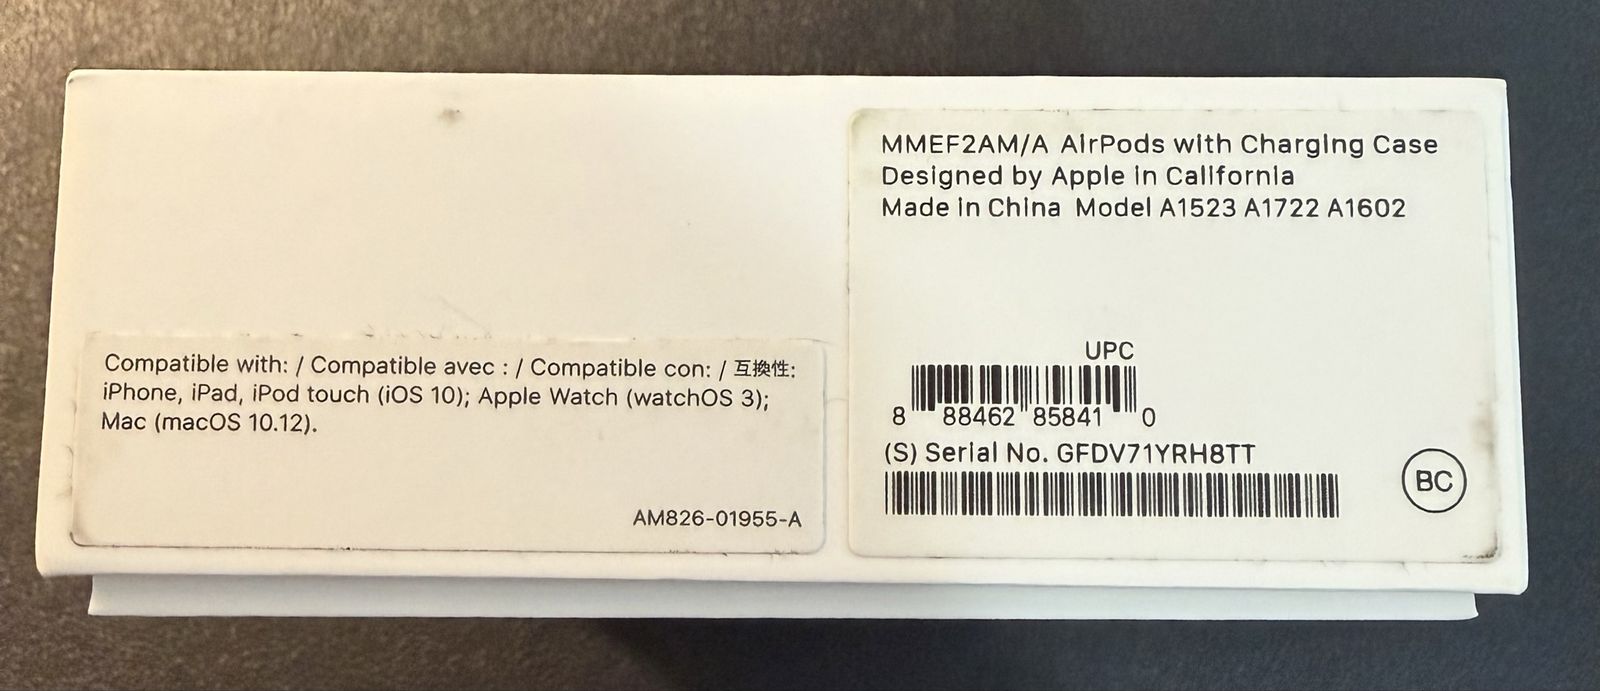 Compatible with: / Compatible avec : / Compatible con: / 互換性:
iPhone, iPad, iPod touch (iOS 10); Apple Watch (watchOS 3);
Mac (macOS 10.12).
AM826-01955-A
MMEF2AM/A AirPods with Charging Case
Designed by Apple in California
Made in China Model A1523 A1722 A1602
UPC
8 88462 85841 0
(S) Serial No. GFDV71YRH8TT
BC